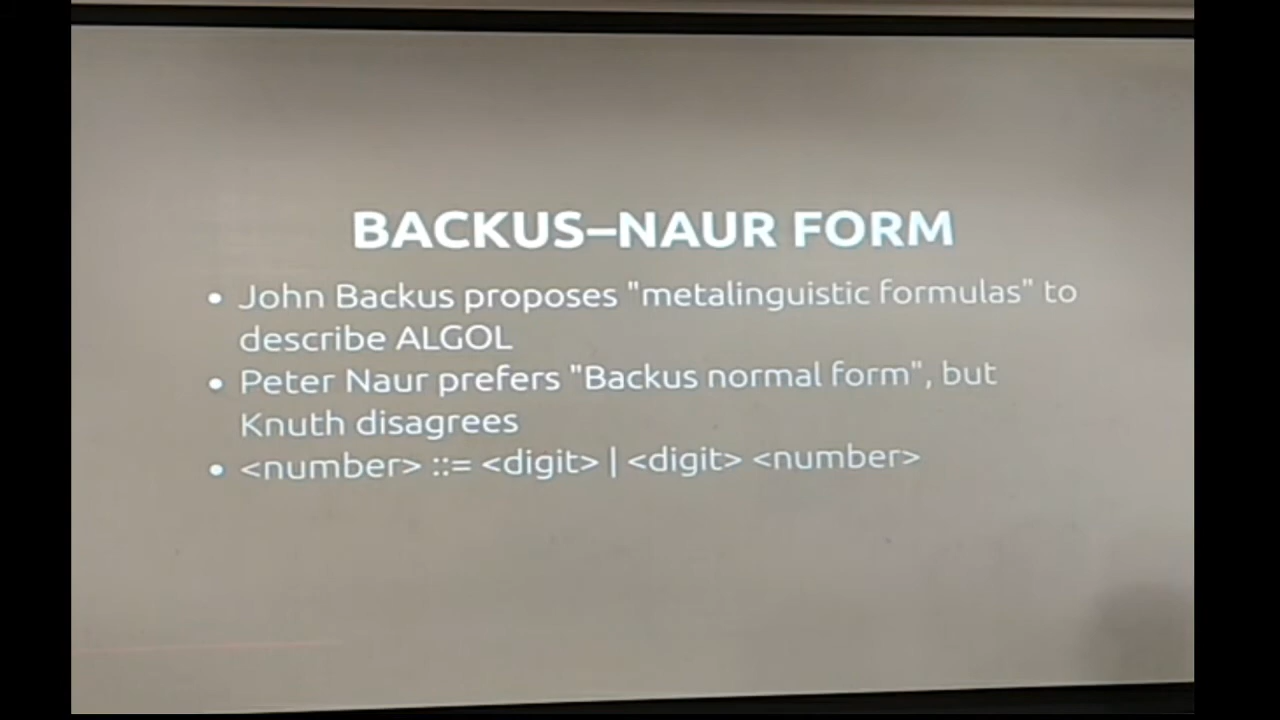 BACKUS–NAUR FORM
• John Backus proposes "metalinguistic formulas" to
describe ALGOL
• Peter Naur prefers "Backus normal form", but
Knuth disagrees
• <number> ::= <digit> | <digit> <number>